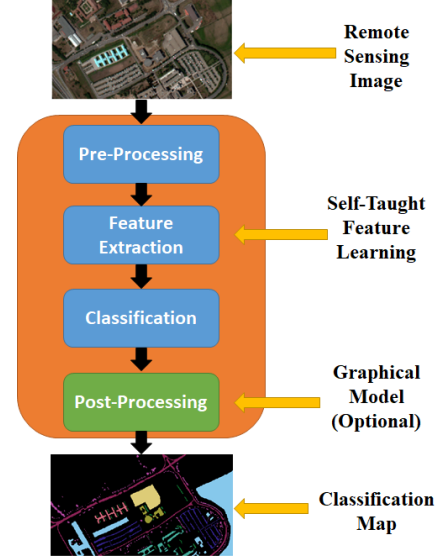 Remote
Sensing
Image
Pre-Processing
Feature
Extraction
Self-Taught
Feature
Learning
Classification
Post-Processing
Graphical
Model
(Optional)
Classification
Map